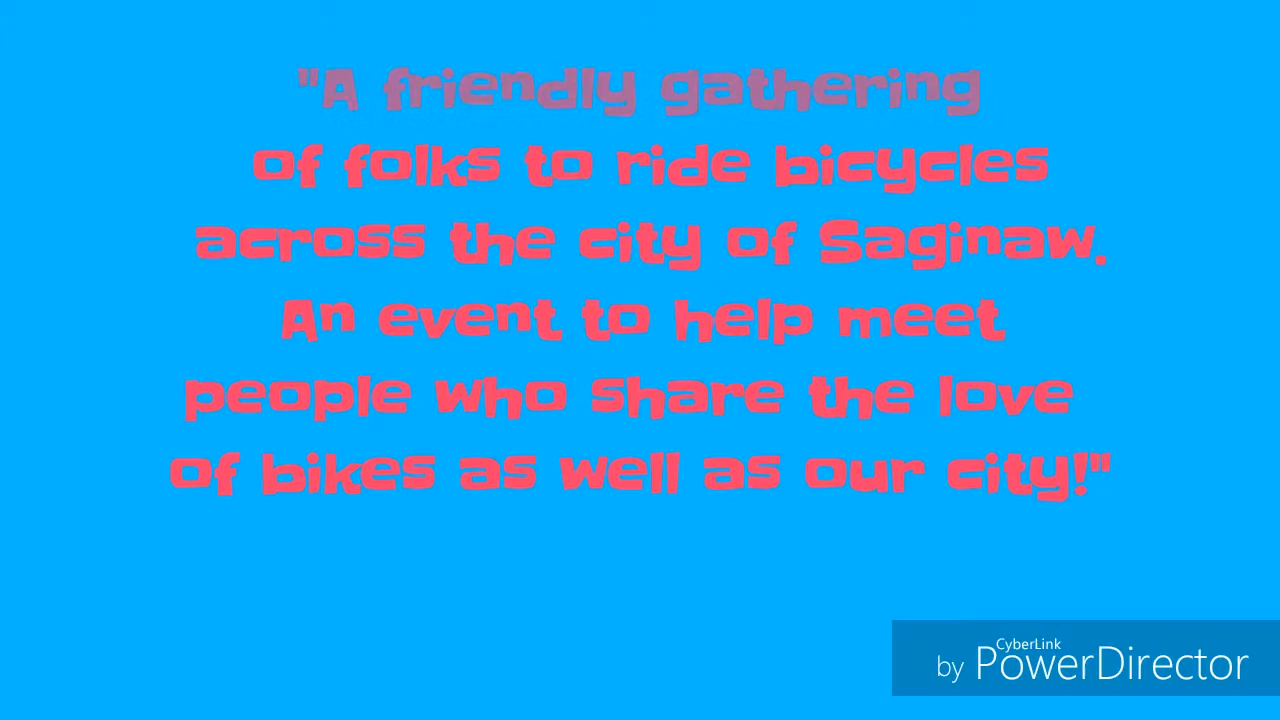 "A friendly gathering
of folks to ride bicycles
across the city of Saginaw.
An event to help meet
people who share the love
of bikes as well as our city!"
CyberLink
by PowerDirector